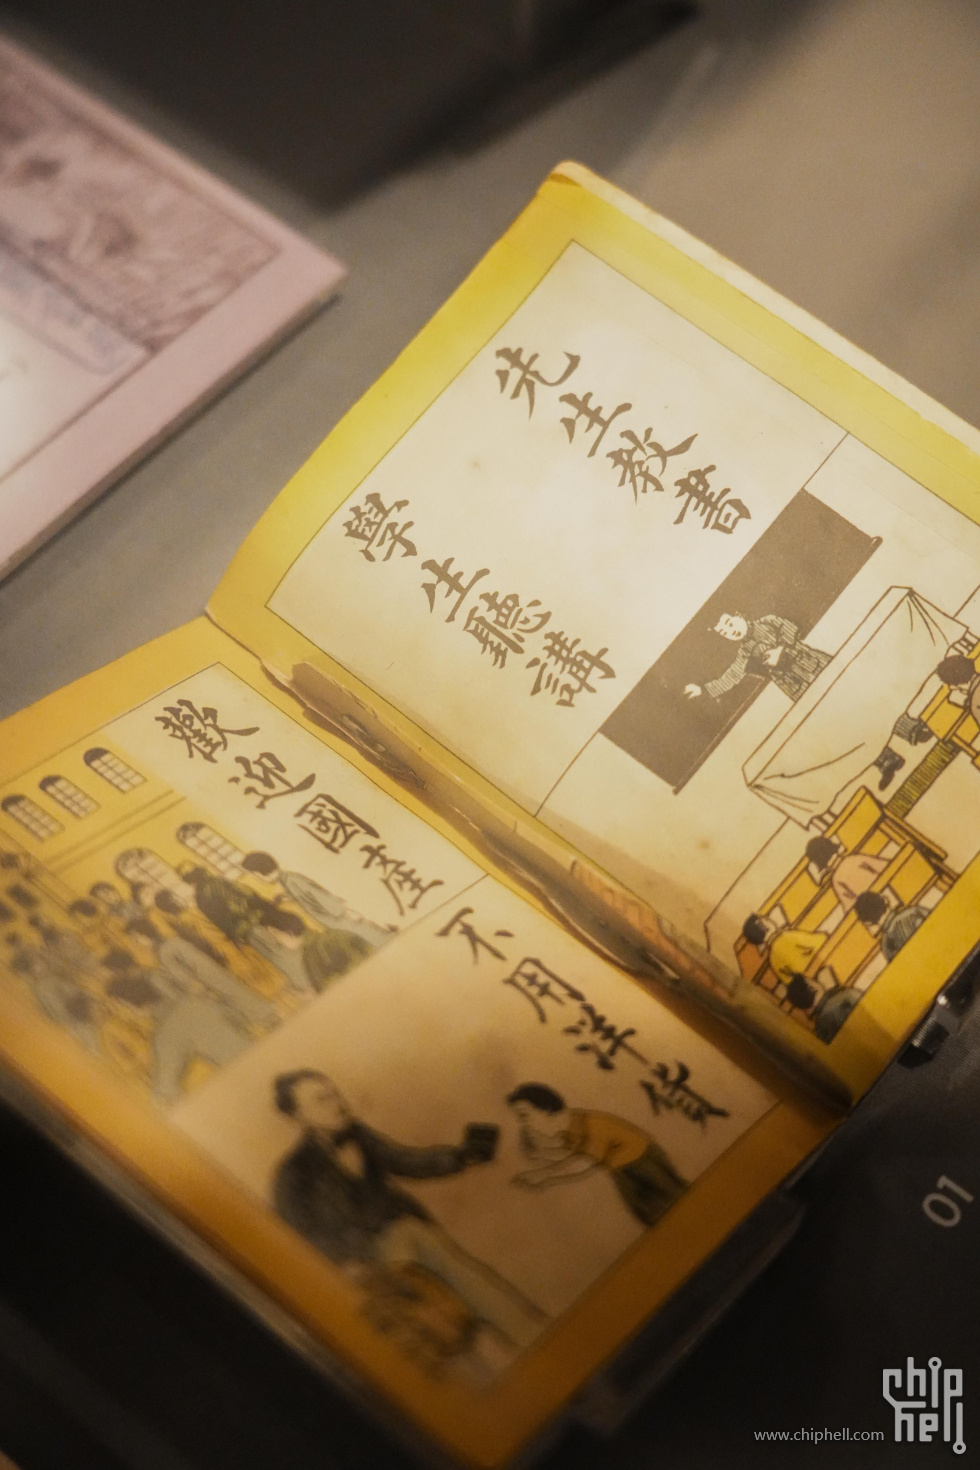 先生教書
學生聽講
歡迎國產
不用洋貨
01
www.chiphell.com
chip
hell